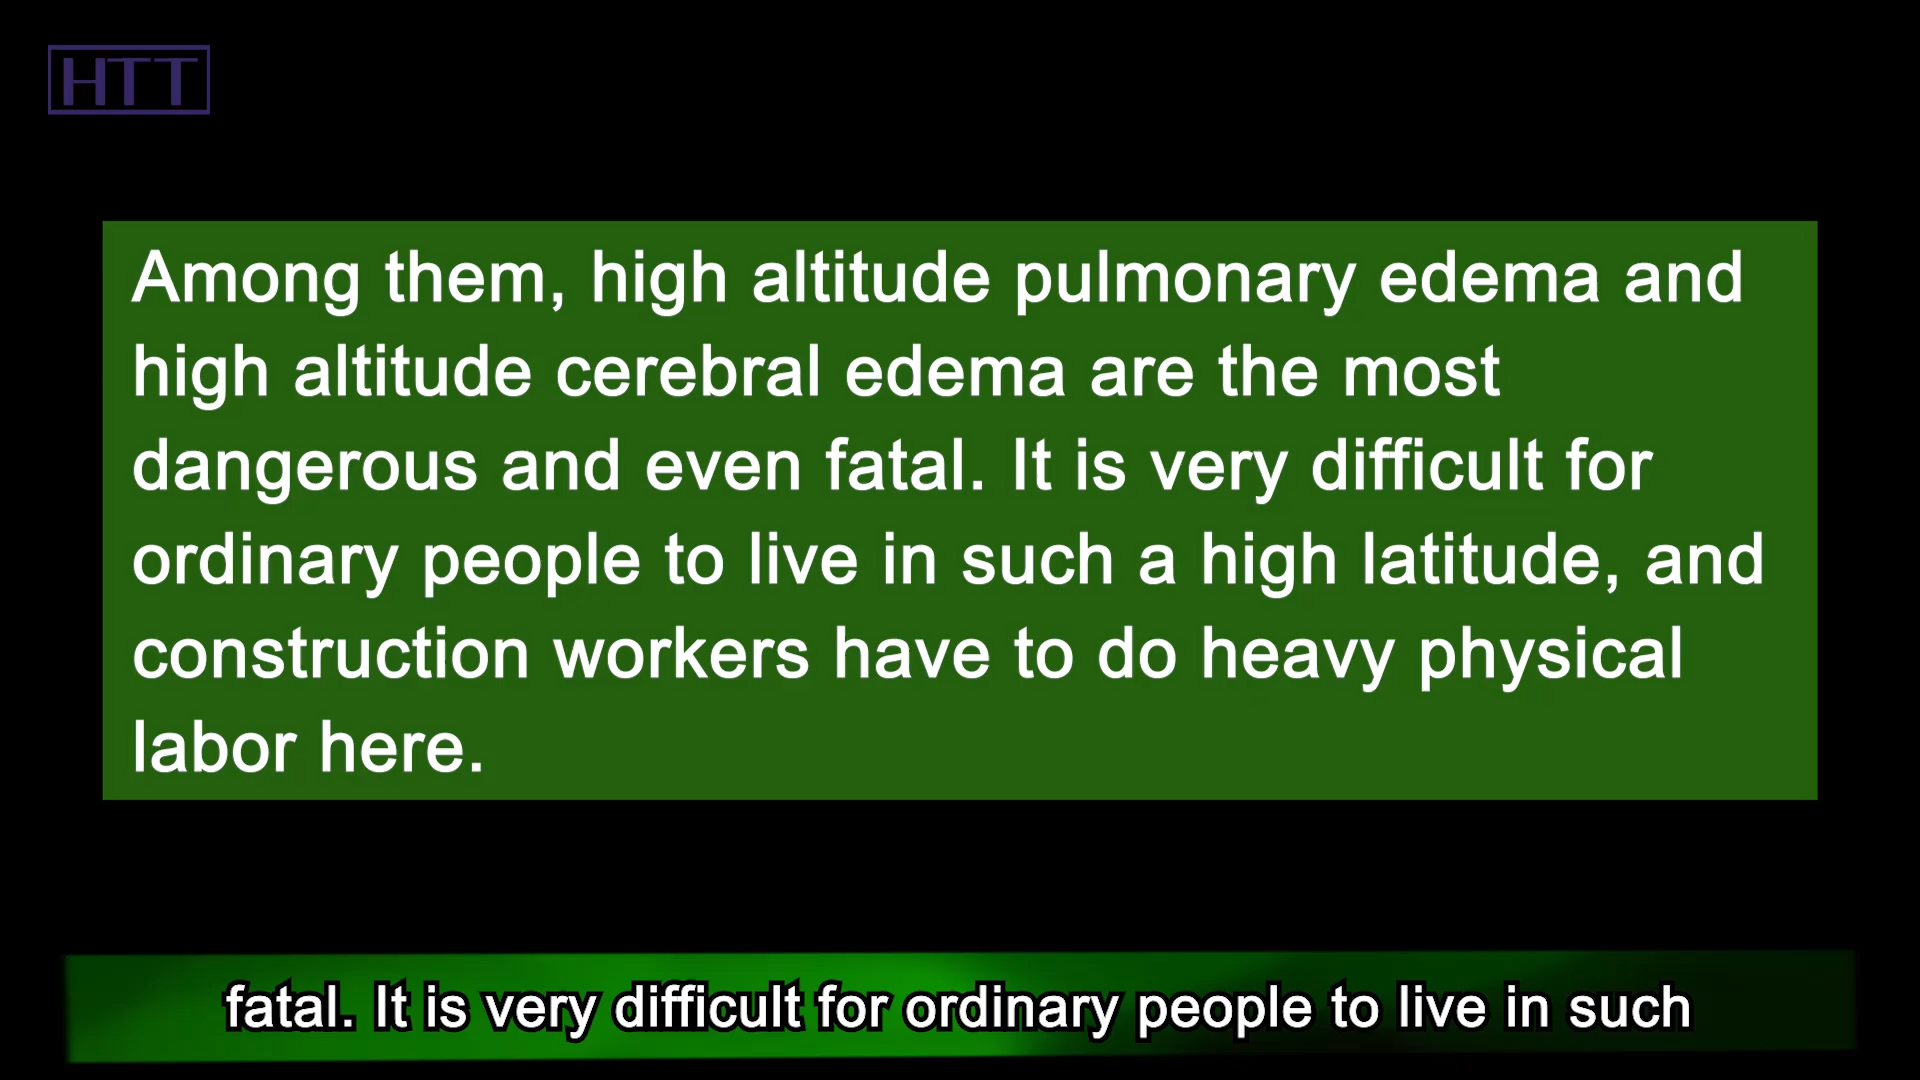 HTT
Among them, high altitude pulmonary edema and
high altitude cerebral edema are the most
dangerous and even fatal. It is very difficult for
ordinary people to live in such a high latitude, and
construction workers have to do heavy physical
labor here.
fatal. It is very difficult for ordinary people to live in such